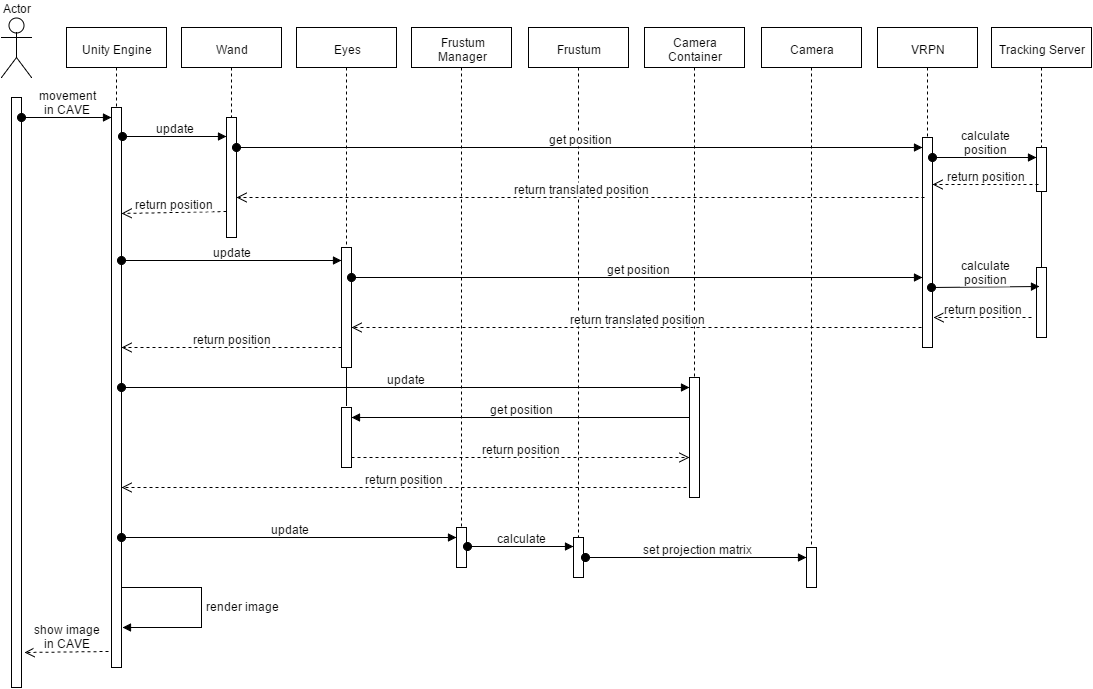 Actor
Unity Engine
Wand
Eyes
Frustum
Manager
Frustum
Camera
Container
Camera
VRPN
Tracking Server
movement
in CAVE
update
get position
calculate
position
return position
return translated position
return position
update
get position
calculate
position
return position
return translated position
return position
update
get position
return position
return position
update
calculate
set projection matrix
render image
show image
in CAVE